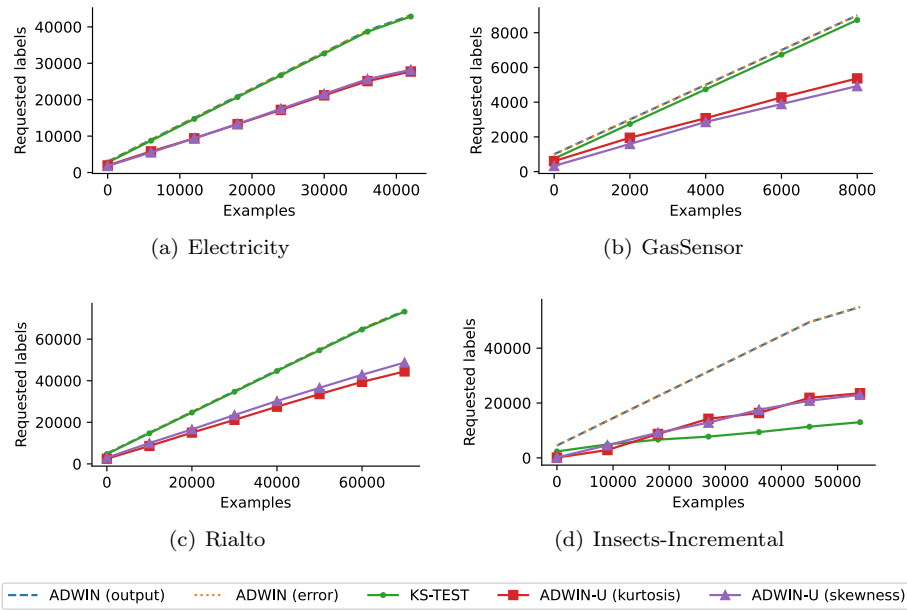 40000
30000
20000
10000
0
Requested labels
0 10000 20000 30000 40000
Examples
(a) Electricity
8000
6000
4000
2000
0
Requested labels
0 2000 4000 6000 8000
Examples
(b) GasSensor
60000
40000
20000
0
Requested labels
0 20000 40000 60000
Examples
(c) Rialto
40000
20000
0
Requested labels
0 10000 20000 30000 40000 50000
Examples
(d) Insects-Incremental
ADWIN (output) ADWIN (error) KS-TEST ADWIN-U (kurtosis) ADWIN-U (skewness)